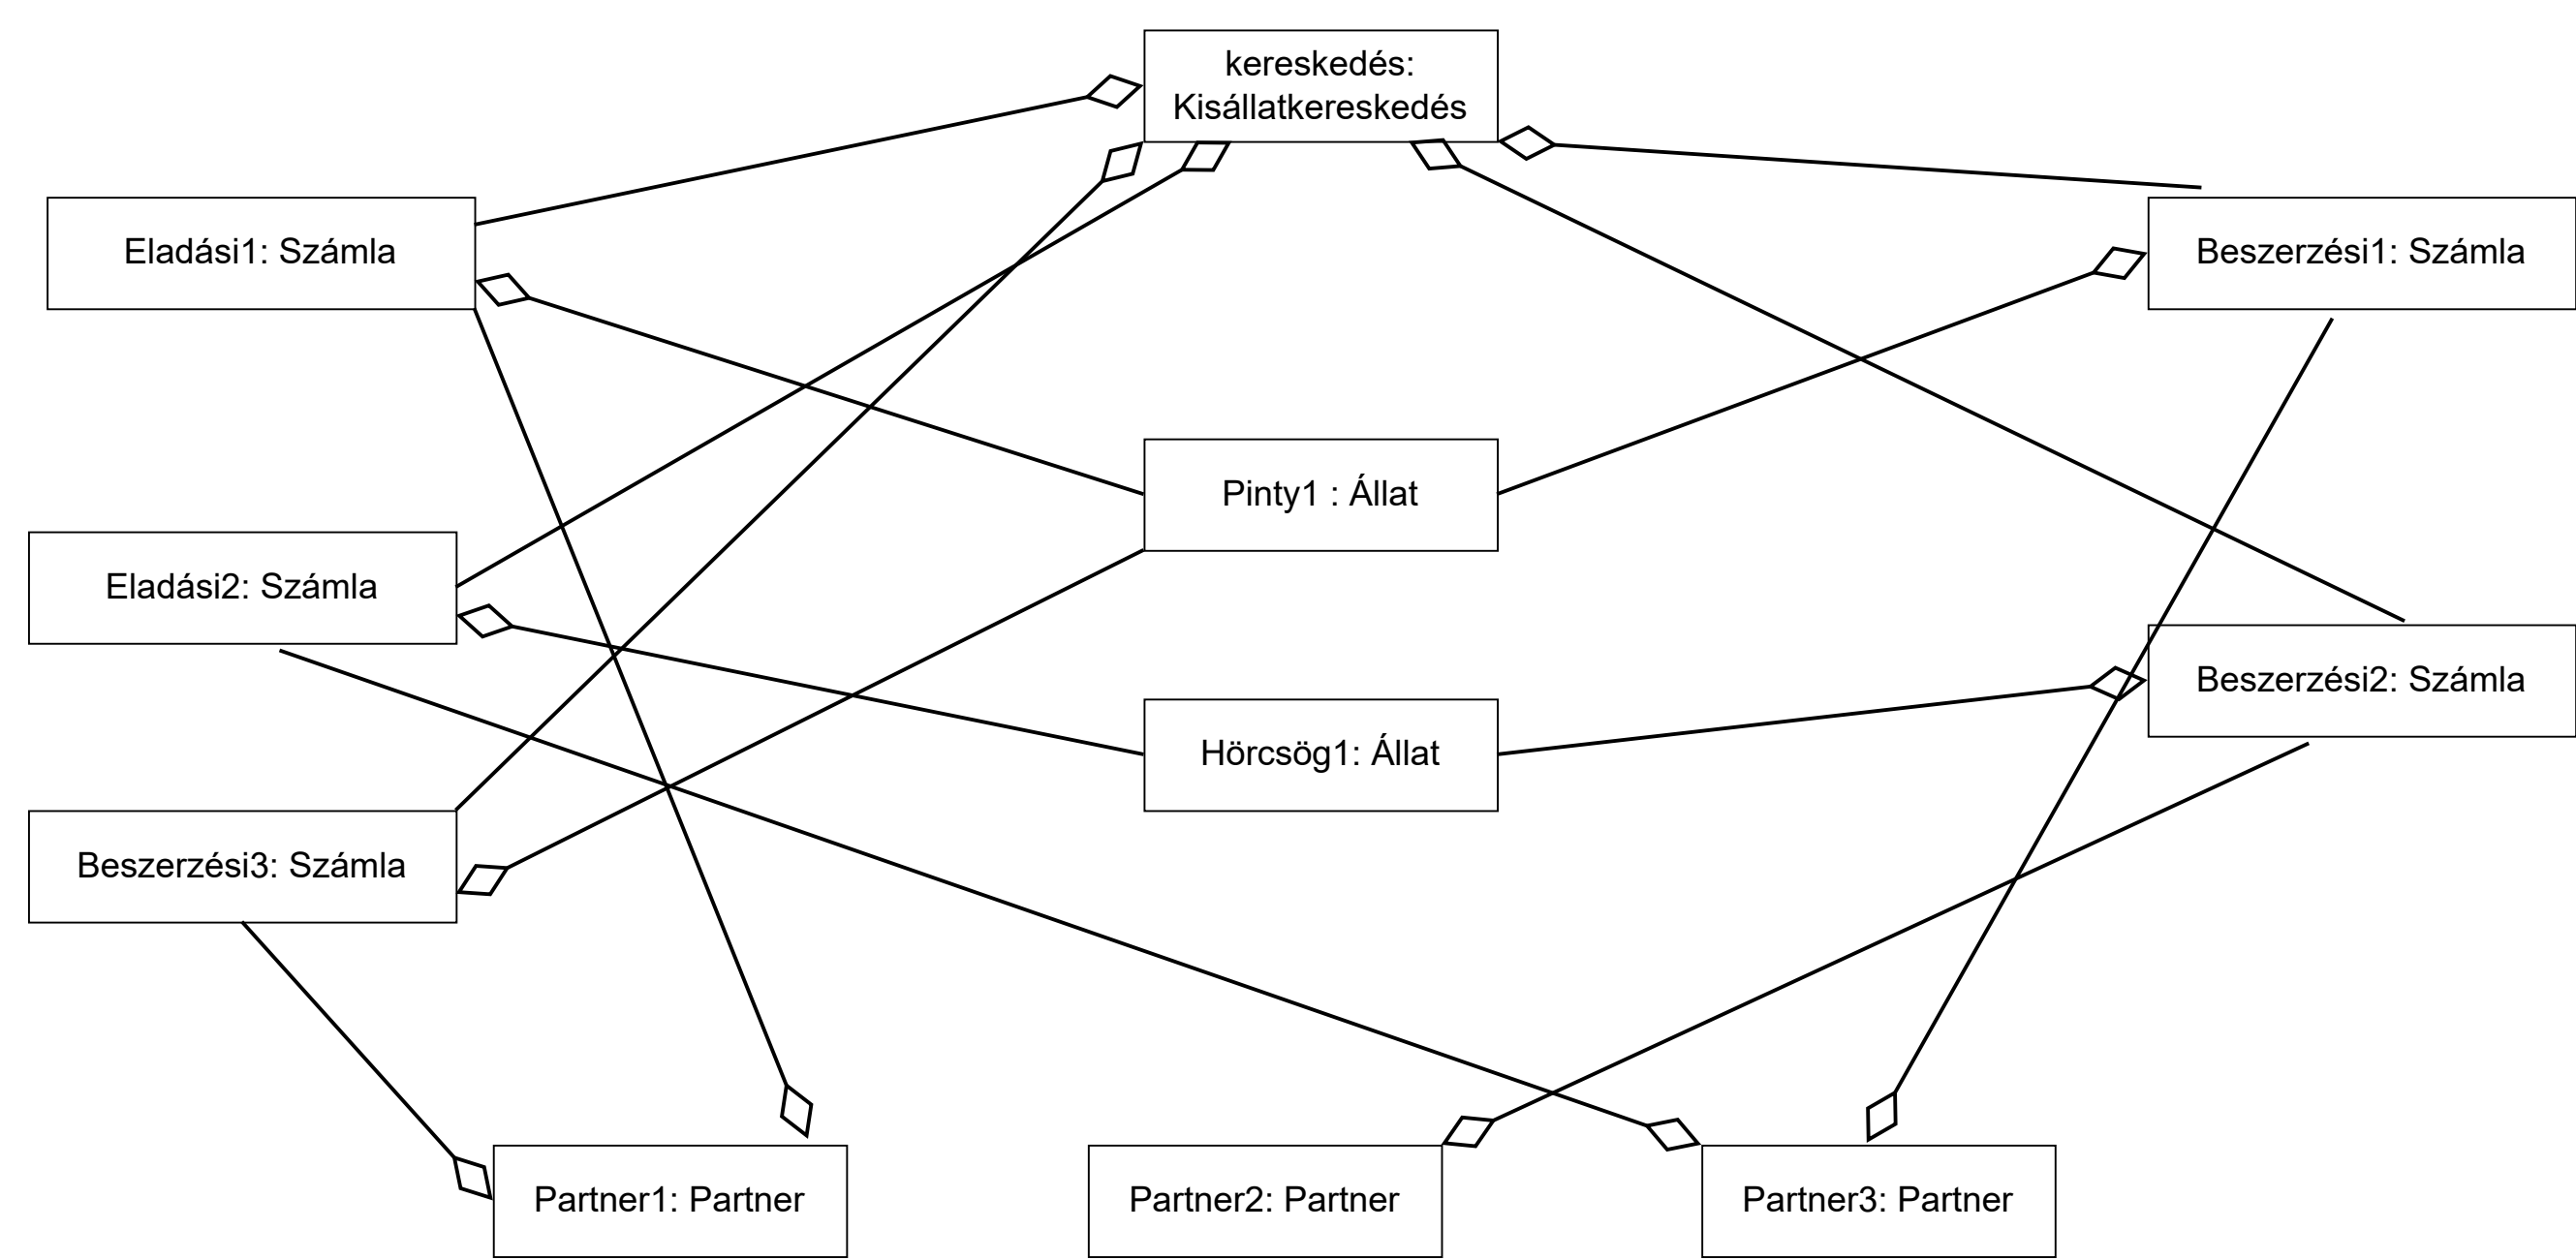 kereskedés:
Kisállatkereskedés
Eladási1: Számla
Beszerzési1: Számla
Pinty1 : Állat
Eladási2: Számla
Beszerzési2: Számla
Hörcsög1: Állat
Beszerzési3: Számla
Partner1: Partner
Partner2: Partner
Partner3: Partner